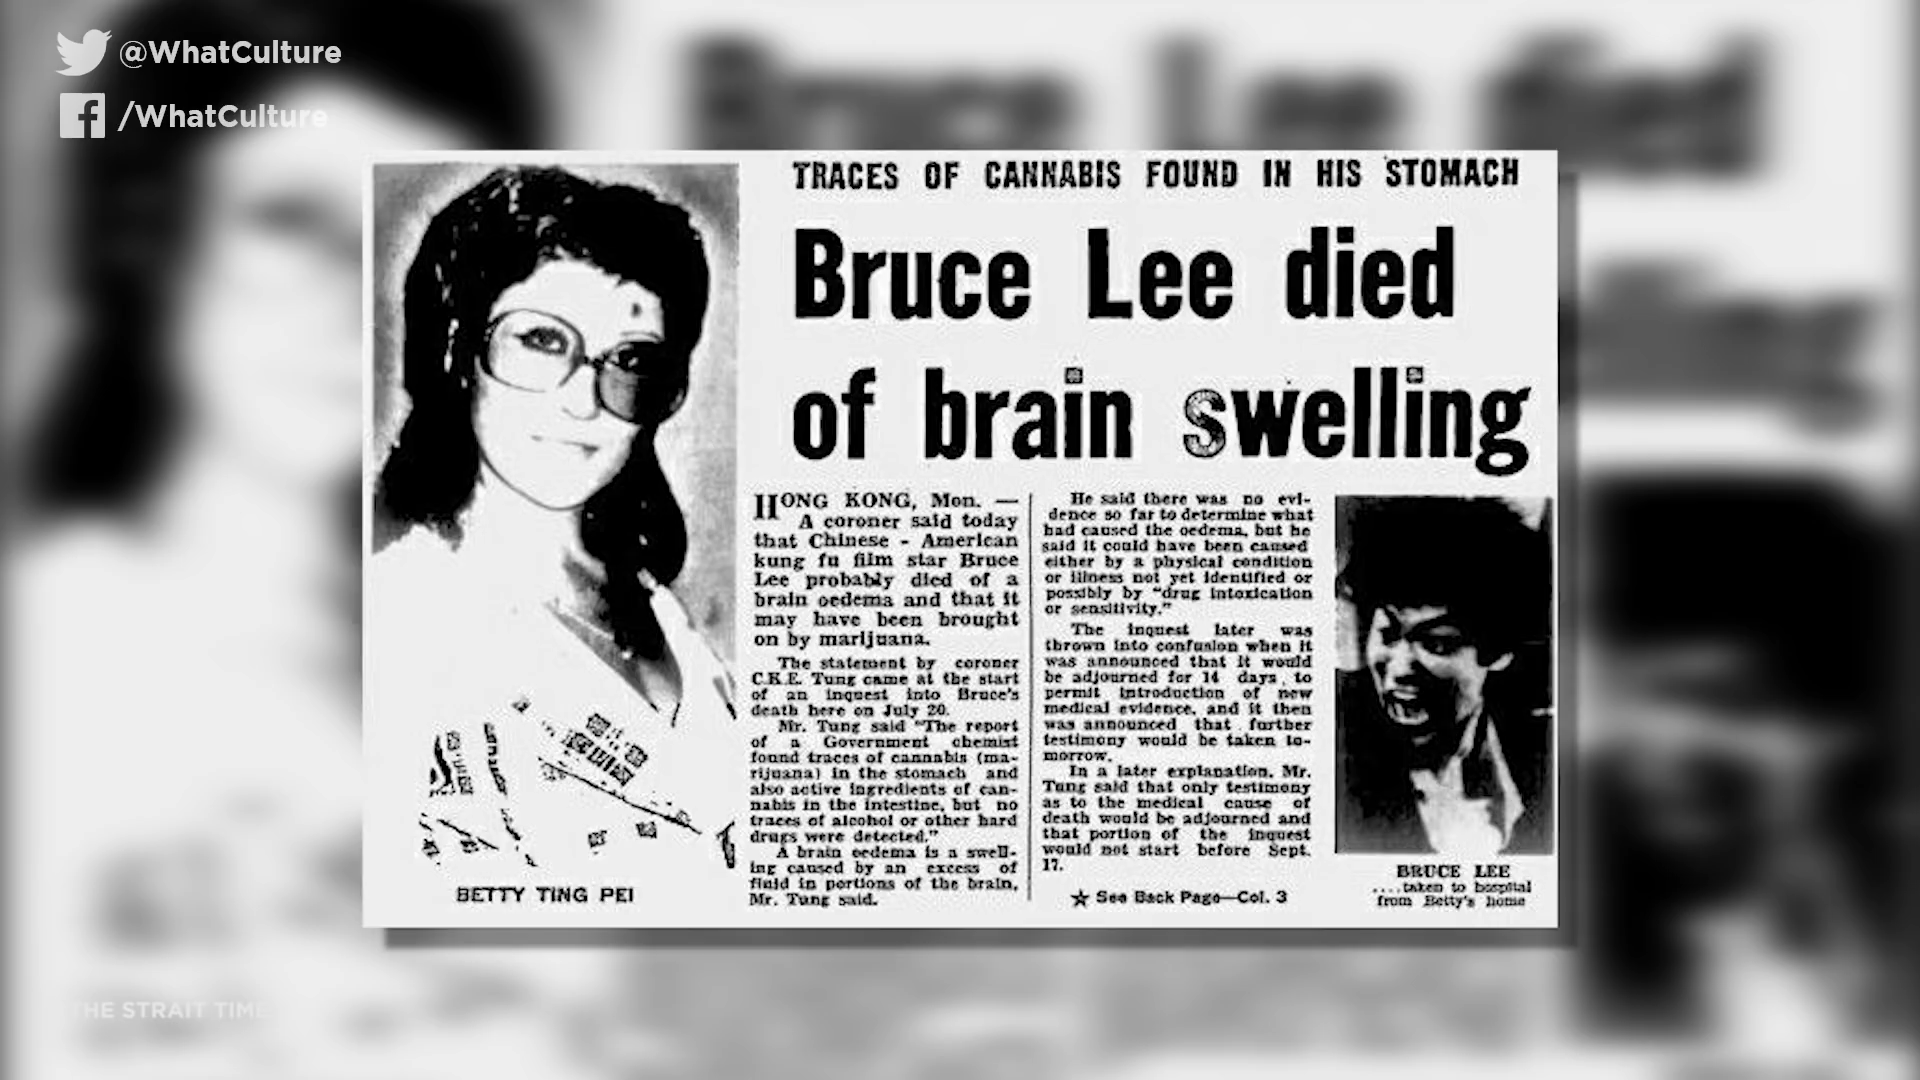 @WhatCulture
/WhatCulture
TRACES OF CANNABIS FOUND IN HIS STOMACH
Bruce Lee died
of brain swelling
HONG KONG, Mon. —
A coroner said today
that Chinese - American
kung fu film star Bruce
Lee probably died of a
brain oedema and that it
may have been brought
on by marijuana.
The statement by coroner
C.K.E. Tung came at the start
of an inquest into Bruce's
death here on July 20.
Mr. Tung said "The report
of a Government chemist
found traces of cannabis (ma-
rijuana) in the stomach and
also active ingredients of can-
nabis in the intestine, but no
traces of alcohol or other hard
drugs were detected."
A brain oedema is a swell-
ing caused by an excess of
fluid in portions of the brain,
Mr. Tung said.
He said there was no evi-
dence so far to determine what
had caused the oedema, but he
said it could have been caused
either by a physical condition
or illness not yet identified or
possibly by "drug intoxication
or sensitivity."
The inquest later was
thrown into confusion when it
was announced that it would
be adjourned for 14 days, to
permit introduction of new
medical evidence, and it then
was announced that further
testimony would be taken to-
morrow.
In a later explanation, Mr.
Tung said that only testimony
as to the medical cause of
death would be adjourned and
that portion of the inquest
would not start before Sept.
17.
☆ See Back Page—Col. 3
BETTY TING PEI
BRUCE LEE
....taken to hospital
from Betty's home
THE STRAIT TIME